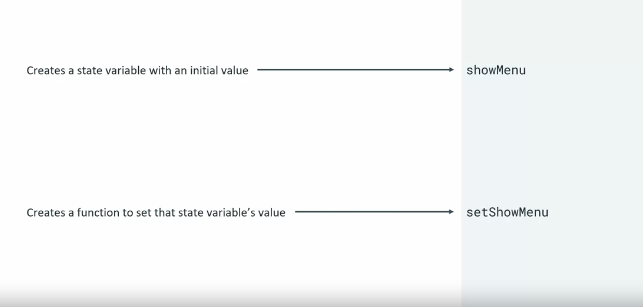 Creates a state variable with an initial value showMenu
Creates a function to set that state variable's value setShowMenu